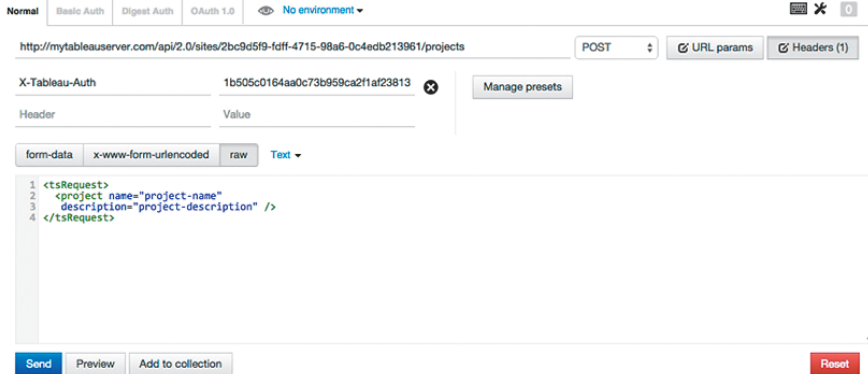 Normal Basic Auth Digest Auth OAuth 1.0 No environment 0
http://mytableauserver.com/api/2.0/sites/2bc9d5f9-fdff-4715-98a6-0c4edb213961/projects POST URL params Headers (1)
X-Tableau-Auth 1b505c0164aa0c73b959ca2f1af23813 Manage presets
Header Value
form-data x-www-form-urlencoded raw Text
1 <tsRequest>
2 <project name="project-name"
3 description="project-description" />
4 </tsRequest>
Send Preview Add to collection Reset